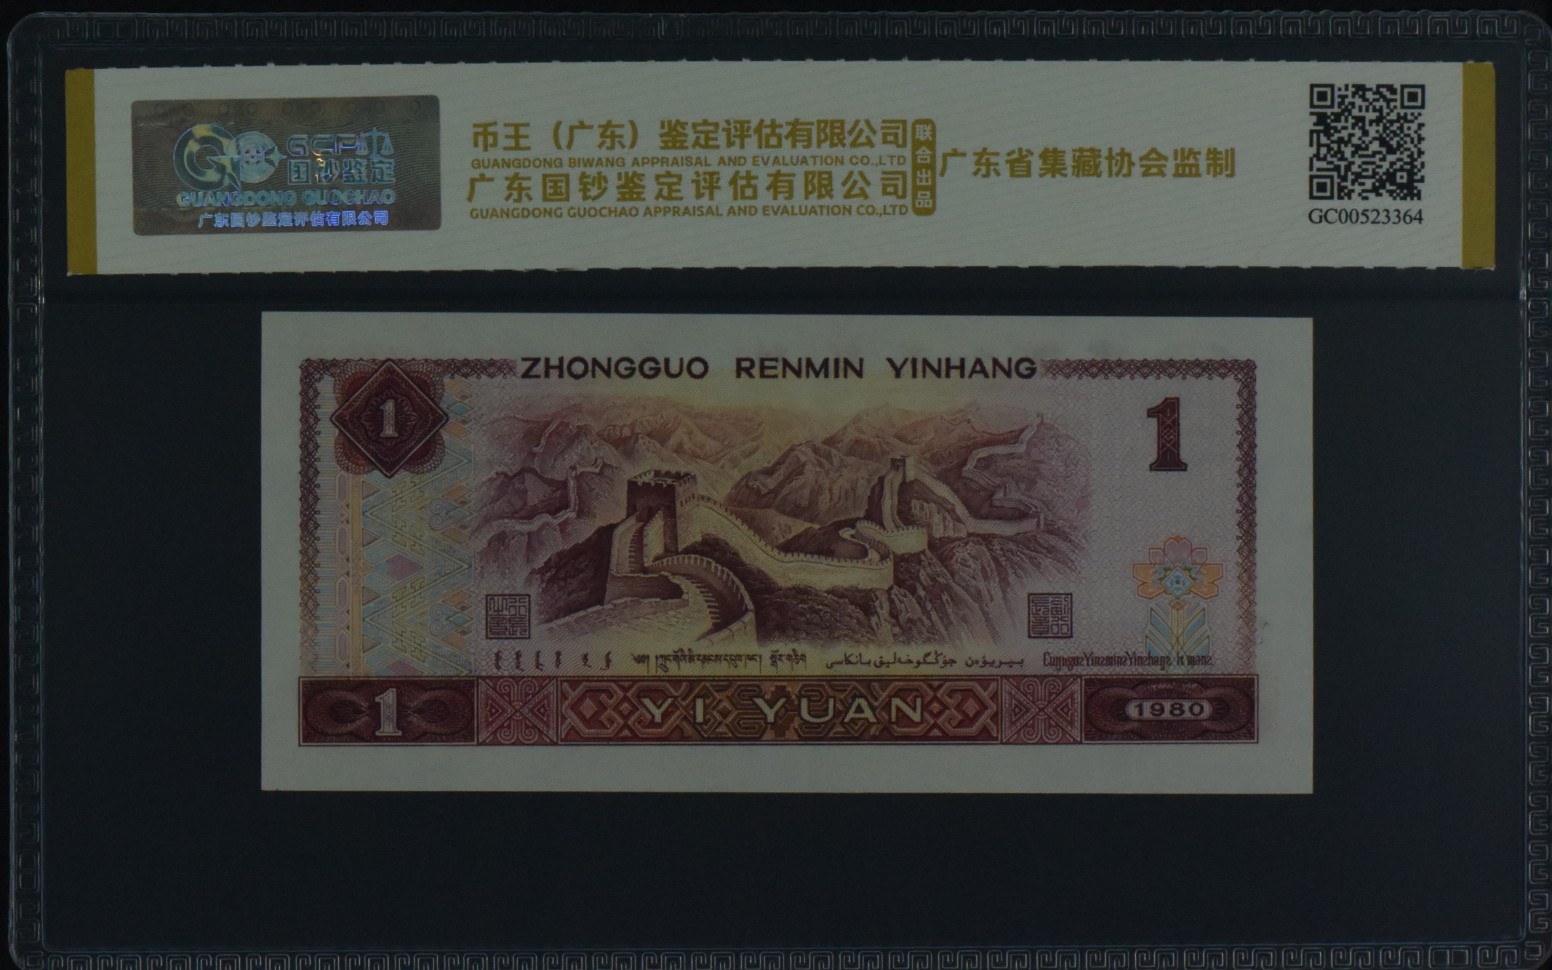 GCP
国钞鉴定
GUANGDONG GUOCHAO
广东国钞鉴定评估有限公司
币王（广东）鉴定评估有限公司
GUANGDONG BIWANG APPRAISAL AND EVALUATION CO.,LTD
广东国钞鉴定评估有限公司
GUANGDONG GUOCHAO APPRAISAL AND EVALUATION CO.,LTD
联合出品
广东省集藏协会监制
GC00523364
ZHONGGUO RENMIN YINHANG
1
1
1
YI YUAN
1980